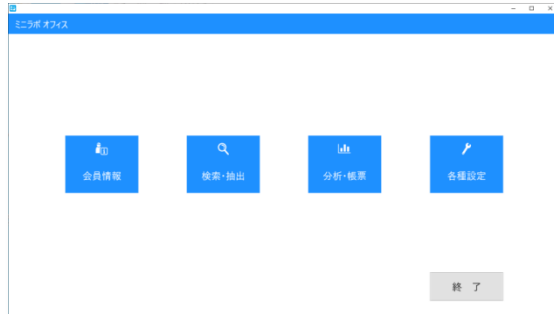 ミニラボ オフィス
会員情報
検索・抽出
分析・帳票
各種設定
終 了